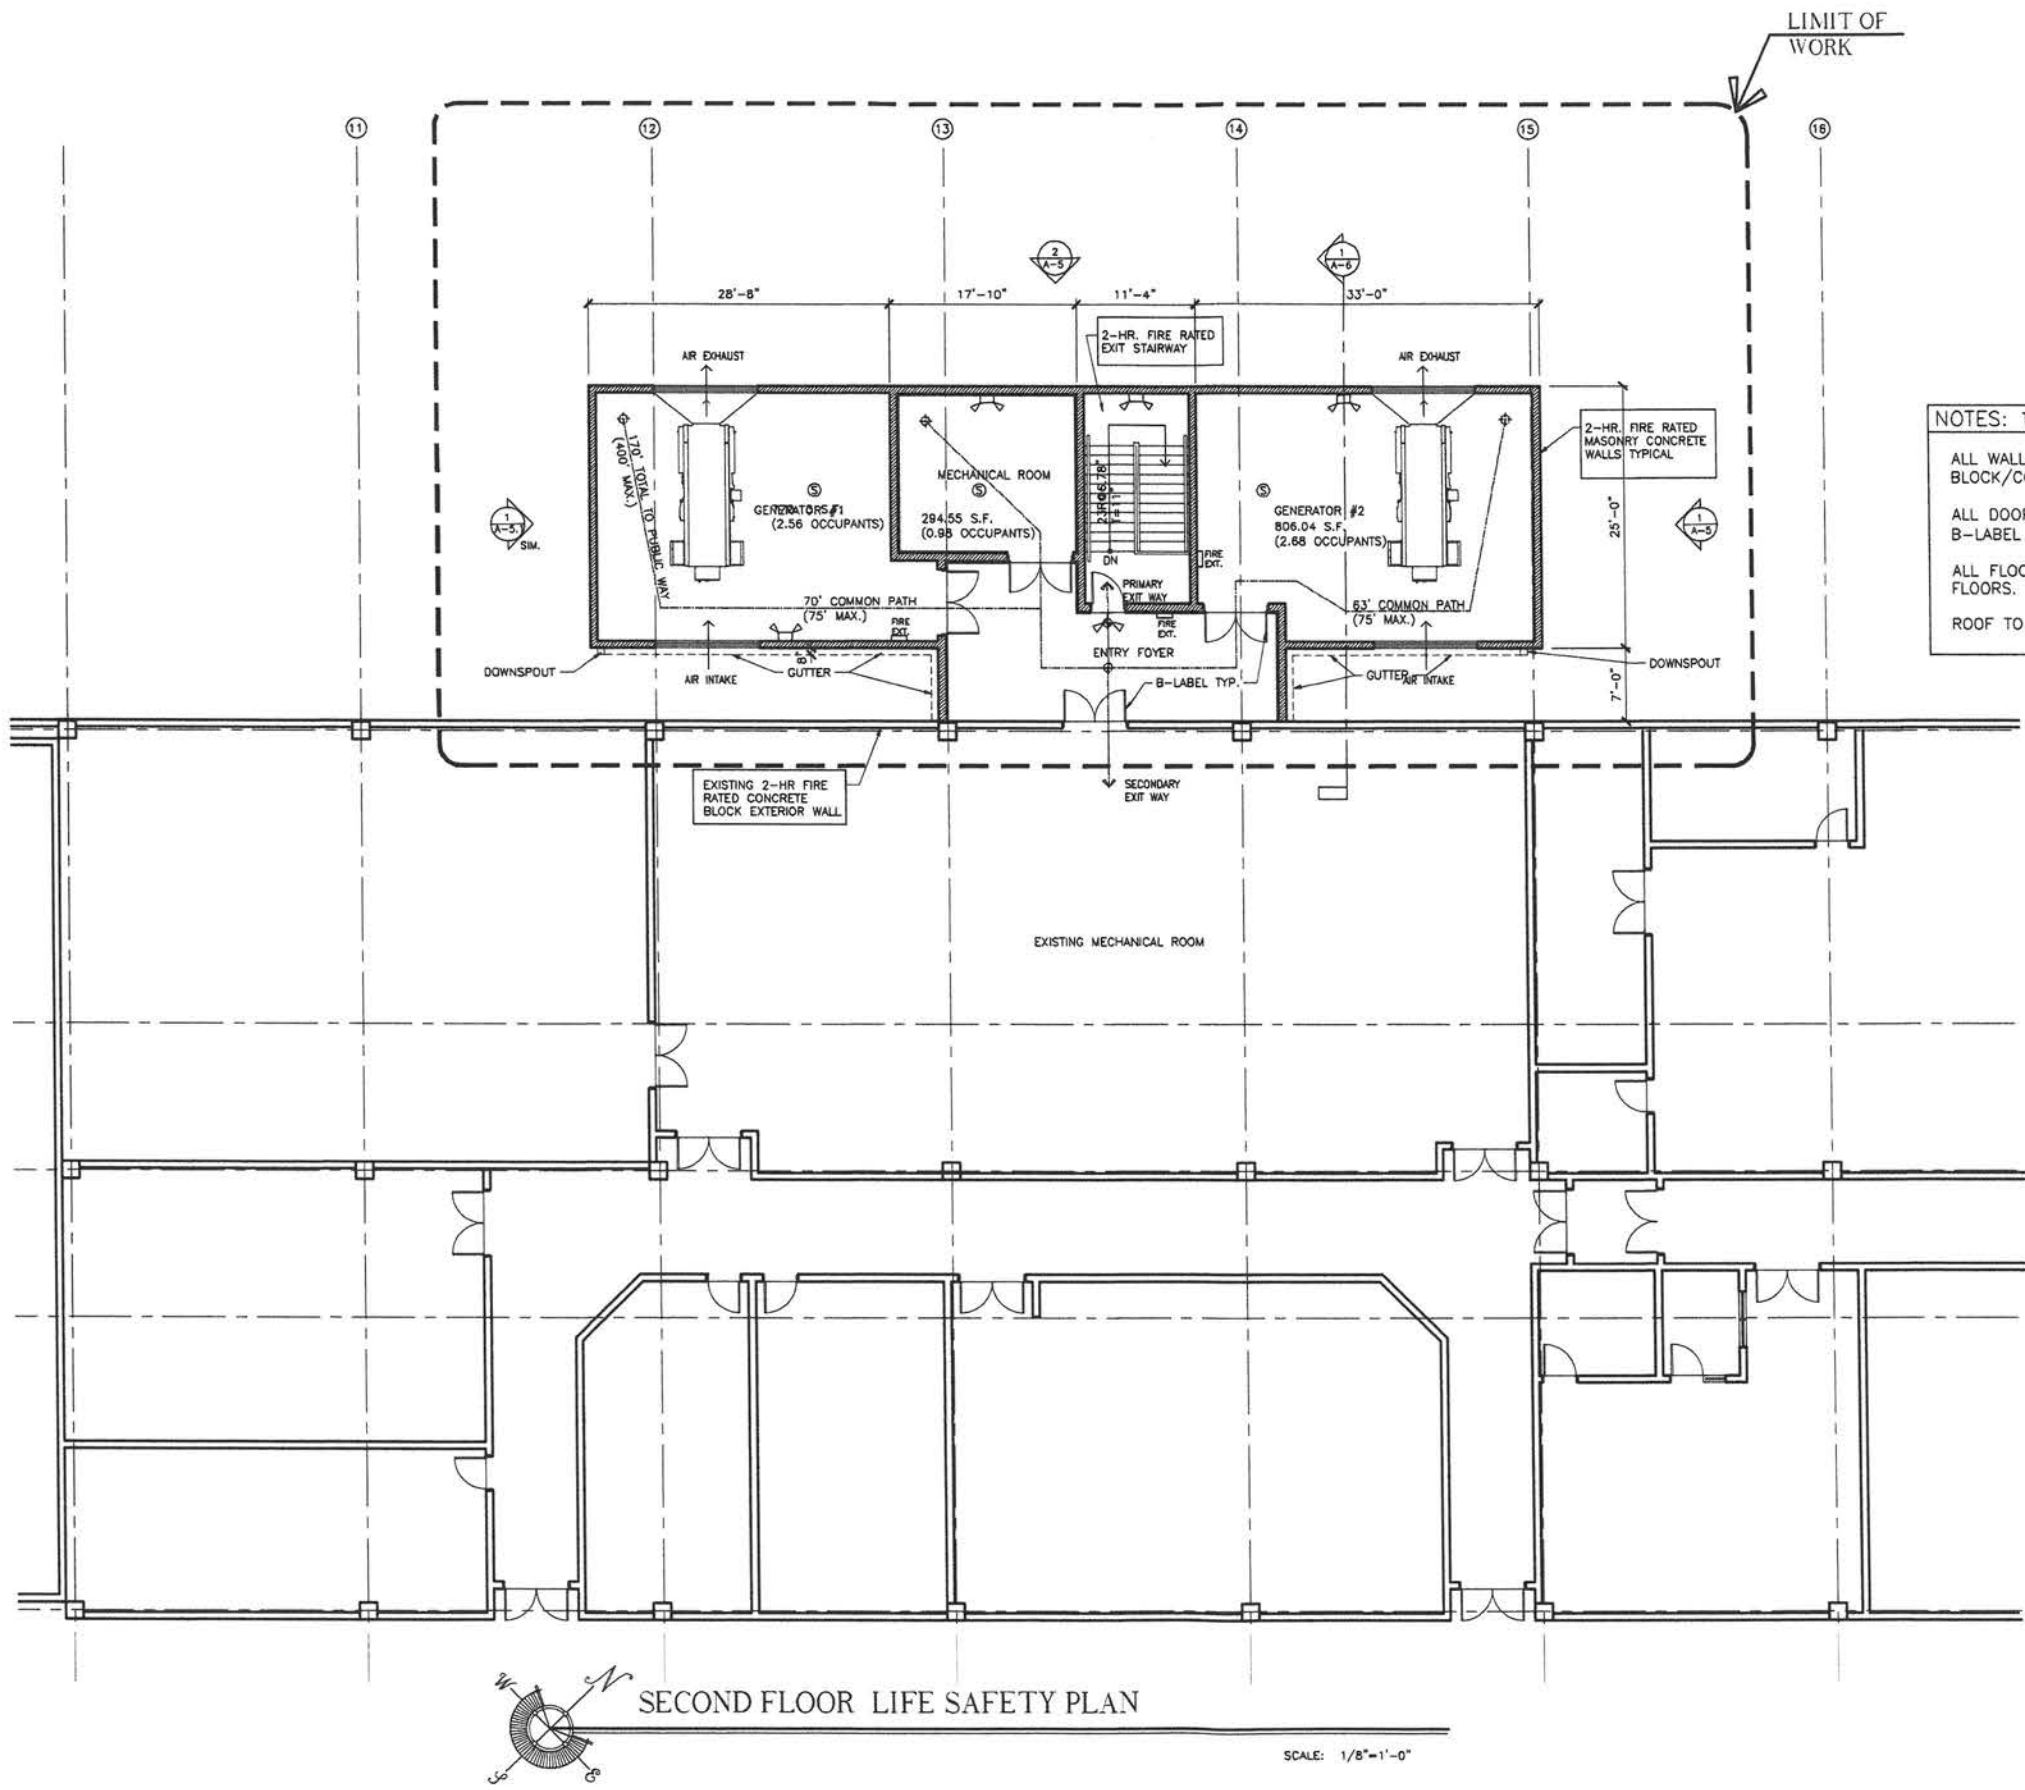 LIMIT OF
WORK
11
12
13
14
15
16
2
A-5
1
A-6
28'-8"
17'-10"
11'-4"
33'-0"
2-HR. FIRE RATED
EXIT STAIRWAY
AIR EXHAUST
AIR EXHAUST
2-HR. FIRE RATED
MASONRY CONCRETE
WALLS TYPICAL
NOTES:
ALL WALL
BLOCK/C
ALL DOO
B-LABEL
ALL FLOO
FLOORS.
ROOF TO
170' TOTAL TO PUBLIC WAY
(400' MAX.)
MECHANICAL ROOM
S
S
S
(2.56 OCCUPANTS)
294.55 S.F.
(0.98 OCCUPANTS)
GENERATOR #2
806.04 S.F.
(2.68 OCCUPANTS)
1
A-5.1
SIM.
1
A-5
25'-0"
7'-0"
DN
FIRE
EXT.
PRIMARY
EXIT WAY
70' COMMON PATH
(75' MAX.)
63' COMMON PATH
(75' MAX.)
FIRE
EXT.
FIRE
EXT.
ENTRY FOYER
8"
DOWNSPOUT
AIR INTAKE
GUTTER
B-LABEL TYP.
GUTTER
AIR INTAKE
DOWNSPOUT
EXISTING 2-HR FIRE
RATED CONCRETE
BLOCK EXTERIOR WALL
SECONDARY
EXIT WAY
EXISTING MECHANICAL ROOM
W
N
S
E
SECOND FLOOR LIFE SAFETY PLAN
SCALE: 1/8"=1'-0"